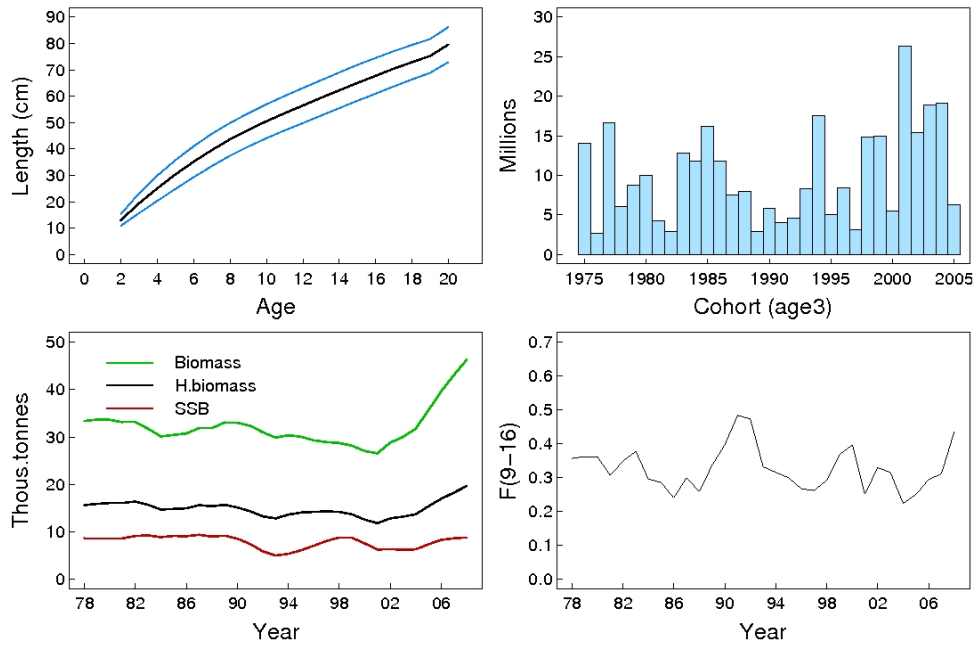 90
80
70
60
50
40
30
20
10
0
Length (cm)
0 2 4 6 8 10 12 14 16 18 20
Age
30
25
20
15
10
5
0
Millions
1975 1980 1985 1990 1995 2000 2005
Cohort (age3)
50
40
30
20
10
0
Thous.tonnes
Biomass
H.biomass
SSB
78 82 86 90 94 98 02 06
Year
0.7
0.6
0.5
0.4
0.3
0.2
0.1
0.0
F(9−16)
78 82 86 90 94 98 02 06
Year